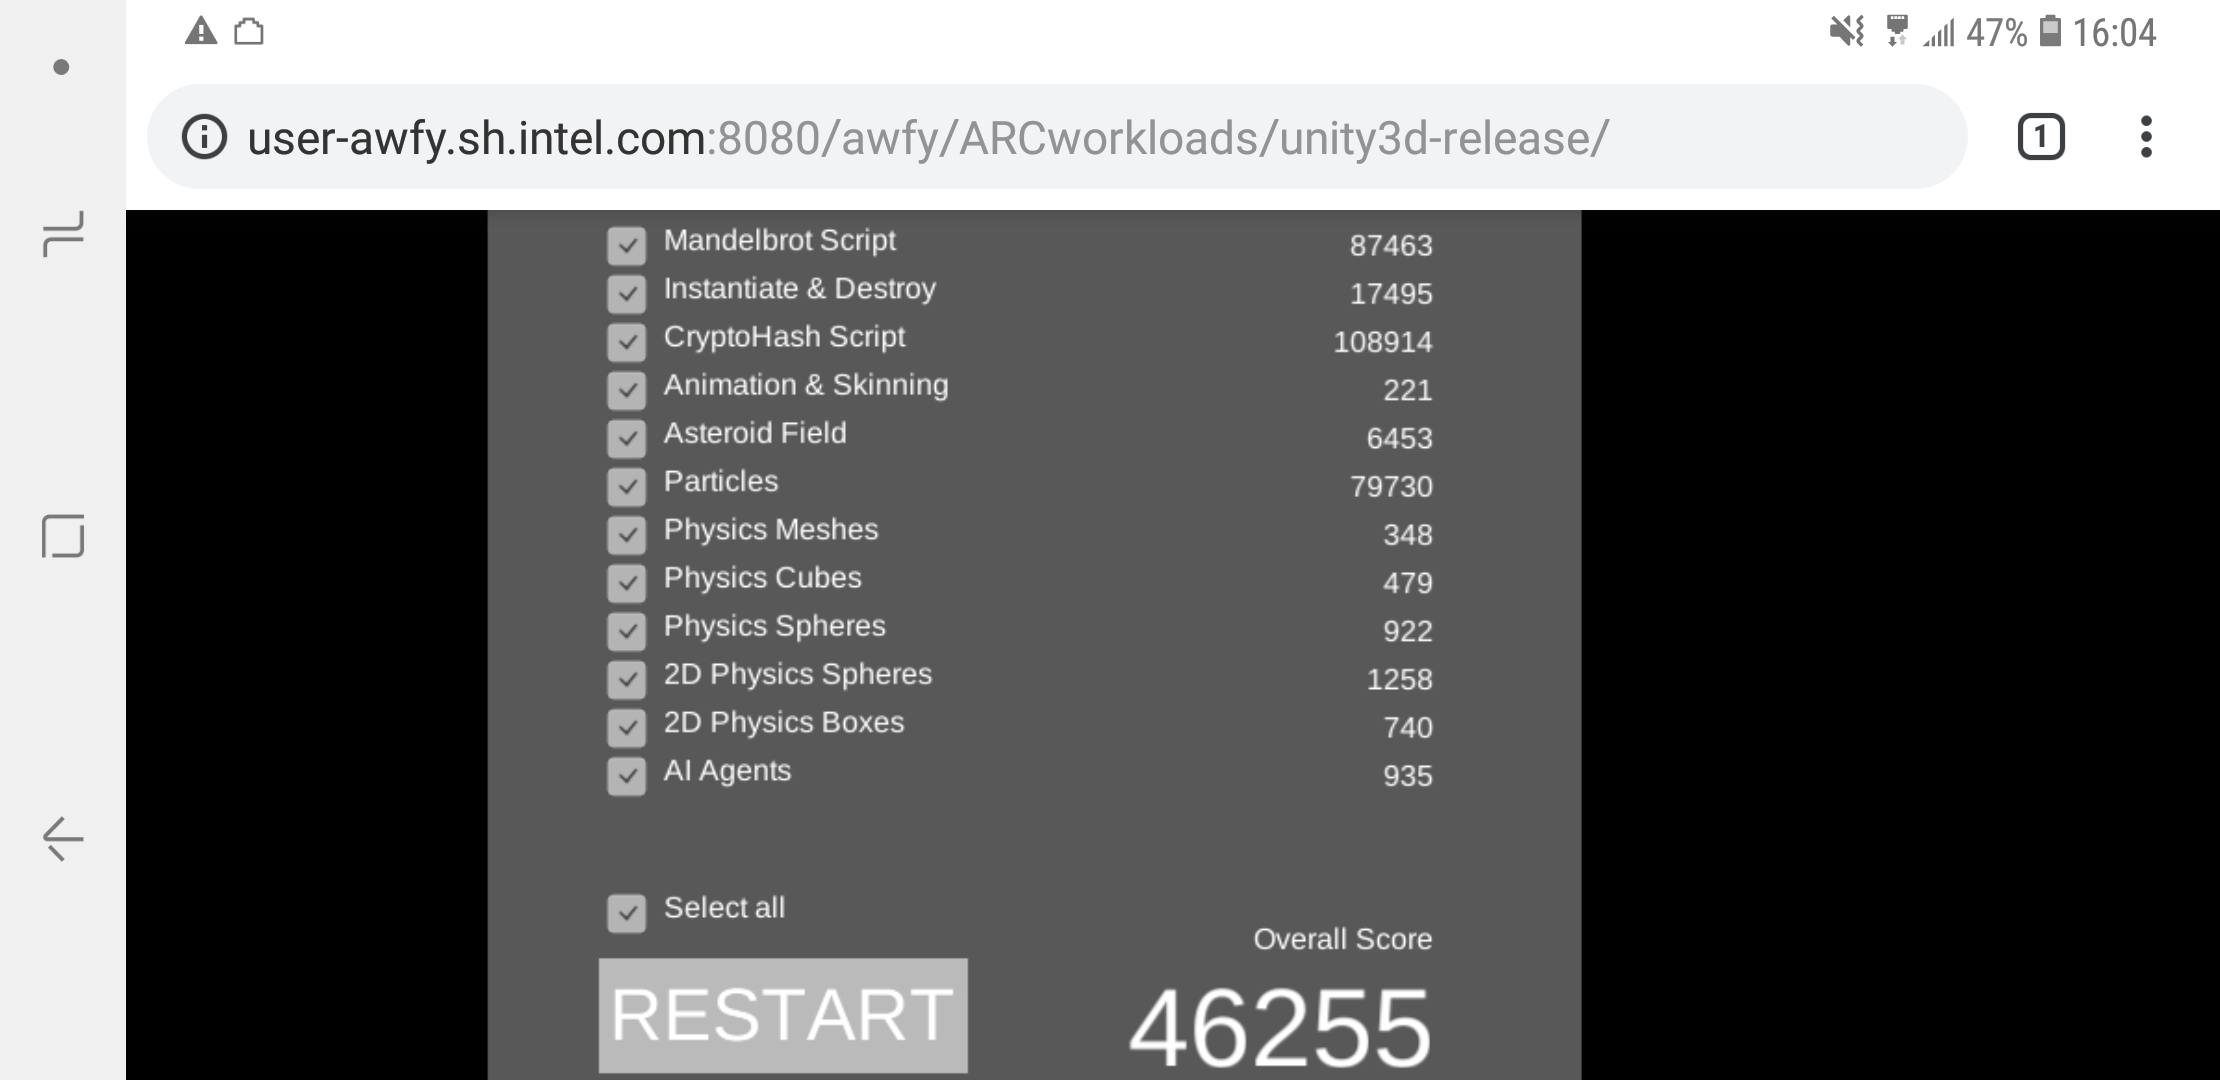 47% 16:04
user-awfy.sh.intel.com:8080/awfy/ARCworkloads/unity3d-release/
1
Mandelbrot Script 87463
Instantiate & Destroy 17495
CryptoHash Script 108914
Animation & Skinning 221
Asteroid Field 6453
Particles 79730
Physics Meshes 348
Physics Cubes 479
Physics Spheres 922
2D Physics Spheres 1258
2D Physics Boxes 740
AI Agents 935
Select all
Overall Score
RESTART 46255